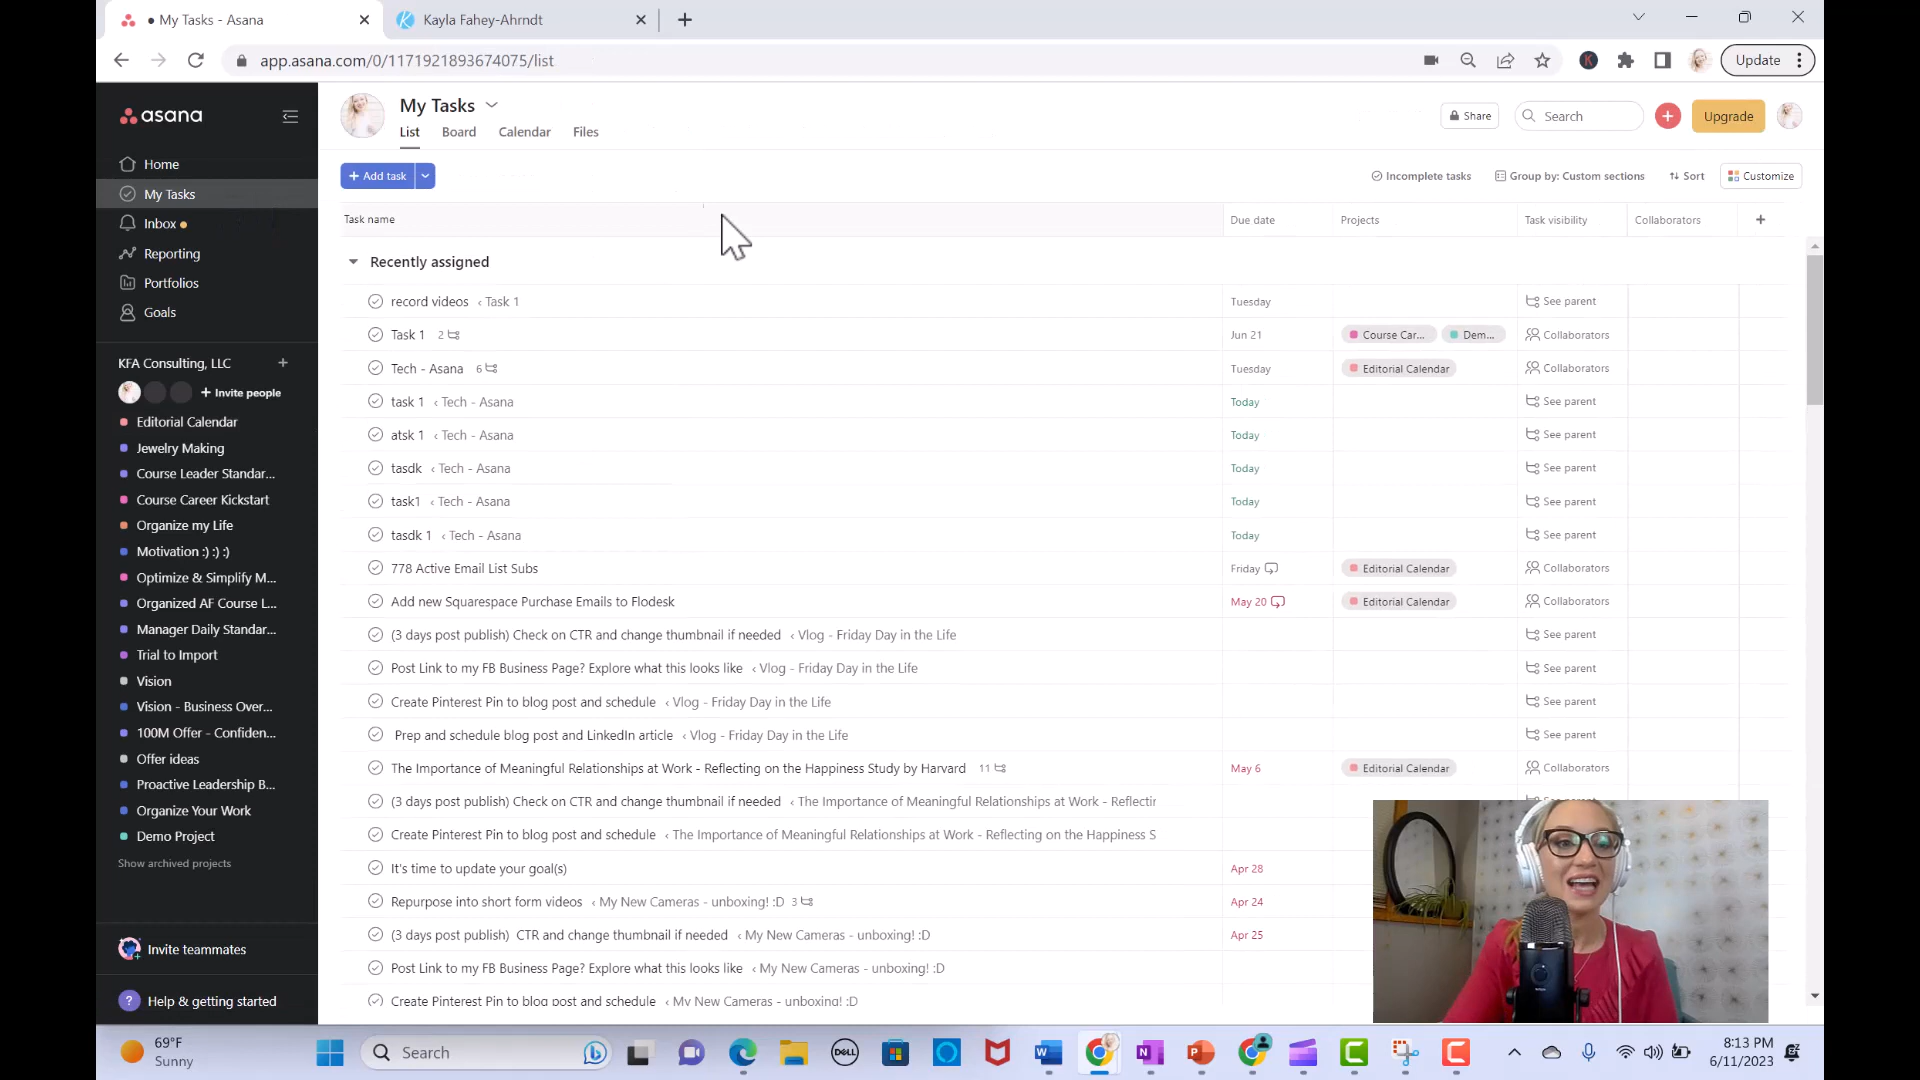 My Tasks - Asana
Kayla Fahey-Ahrndt
app.asana.com/0/1171921893674075/list
Update
asana
Home
My Tasks
Inbox
Reporting
Portfolios
Goals
KFA Consulting, LLC
+ Invite people
Editorial Calendar
Jewelry Making
Course Leader Standar...
Course Career Kickstart
Organize my Life
Motivation :) :) :)
Optimize & Simplify M...
Organized AF Course L...
Manager Daily Standar...
Trial to Import
Vision
Vision - Business Over...
100M Offer - Confiden...
Offer ideas
Proactive Leadership B...
Organize Your Work
Demo Project
Show archived projects
Invite teammates
? Help & getting started
My Tasks
List Board Calendar Files
Share
Search
Upgrade
+ Add task
Incomplete tasks Group by: Custom sections Sort Customize
Task name Due date Projects Task visibility Collaborators +
Recently assigned
record videos ‹ Task 1 Tuesday See parent
Task 1 2 Jun 21 Course Car... Dem... Collaborators
Tech - Asana 6 Tuesday Editorial Calendar Collaborators
task 1 ‹ Tech - Asana Today See parent
atsk 1 ‹ Tech - Asana Today See parent
tasdk ‹ Tech - Asana Today See parent
task1 ‹ Tech - Asana Today See parent
tasdk 1 ‹ Tech - Asana Today See parent
778 Active Email List Subs Friday Editorial Calendar Collaborators
Add new Squarespace Purchase Emails to Flodesk May 20 Editorial Calendar Collaborators
(3 days post publish) Check on CTR and change thumbnail if needed ‹ Vlog - Friday Day in the Life See parent
Post Link to my FB Business Page? Explore what this looks like ‹ Vlog - Friday Day in the Life See parent
Create Pinterest Pin to blog post and schedule ‹ Vlog - Friday Day in the Life See parent
Prep and schedule blog post and LinkedIn article ‹ Vlog - Friday Day in the Life See parent
The Importance of Meaningful Relationships at Work - Reflecting on the Happiness Study by Harvard 11 May 6 Editorial Calendar Collaborators
(3 days post publish) Check on CTR and change thumbnail if needed ‹ The Importance of Meaningful Relationships at Work - Reflectir
Create Pinterest Pin to blog post and schedule ‹ The Importance of Meaningful Relationships at Work - Reflecting on the Happiness S
It's time to update your goal(s) Apr 28
Repurpose into short form videos ‹ My New Cameras - unboxing! :D 3 Apr 24
(3 days post publish) CTR and change thumbnail if needed ‹ My New Cameras - unboxing! :D Apr 25
Post Link to my FB Business Page? Explore what this looks like ‹ My New Cameras - unboxing! :D
Create Pinterest Pin to blog post and schedule ‹ My New Cameras - unboxing! :D
69°F
Sunny
Search
DELL
8:13 PM
6/11/2023